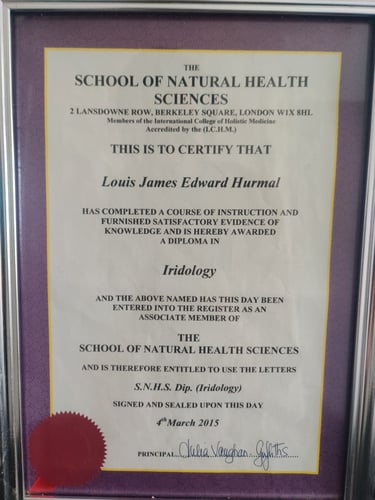 THE
SCHOOL OF NATURAL HEALTH
SCIENCES
2 LANSDOWNE ROW, BERKELEY SQUARE, LONDON W1X 8HL
Members of the International College of Holistic Medicine
Accredited by the (I.C.H.M.)
THIS IS TO CERTIFY THAT
Louis James Edward Hurmal
HAS COMPLETED A COURSE OF INSTRUCTION AND
FURNISHED SATISFACTORY EVIDENCE OF
KNOWLEDGE AND IS HEREBY AWARDED
A DIPLOMA IN
Iridology
AND THE ABOVE NAMED HAS THIS DAY BEEN
ENTERED INTO THE REGISTER AS AN
ASSOCIATE MEMBER OF
THE
SCHOOL OF NATURAL HEALTH SCIENCES
AND IS THEREFORE ENTITLED TO USE THE LETTERS
S.N.H.S. Dip. (Iridology)
SIGNED AND SEALED UPON THIS DAY
4th March 2015
PRINCIPAL Vaughan